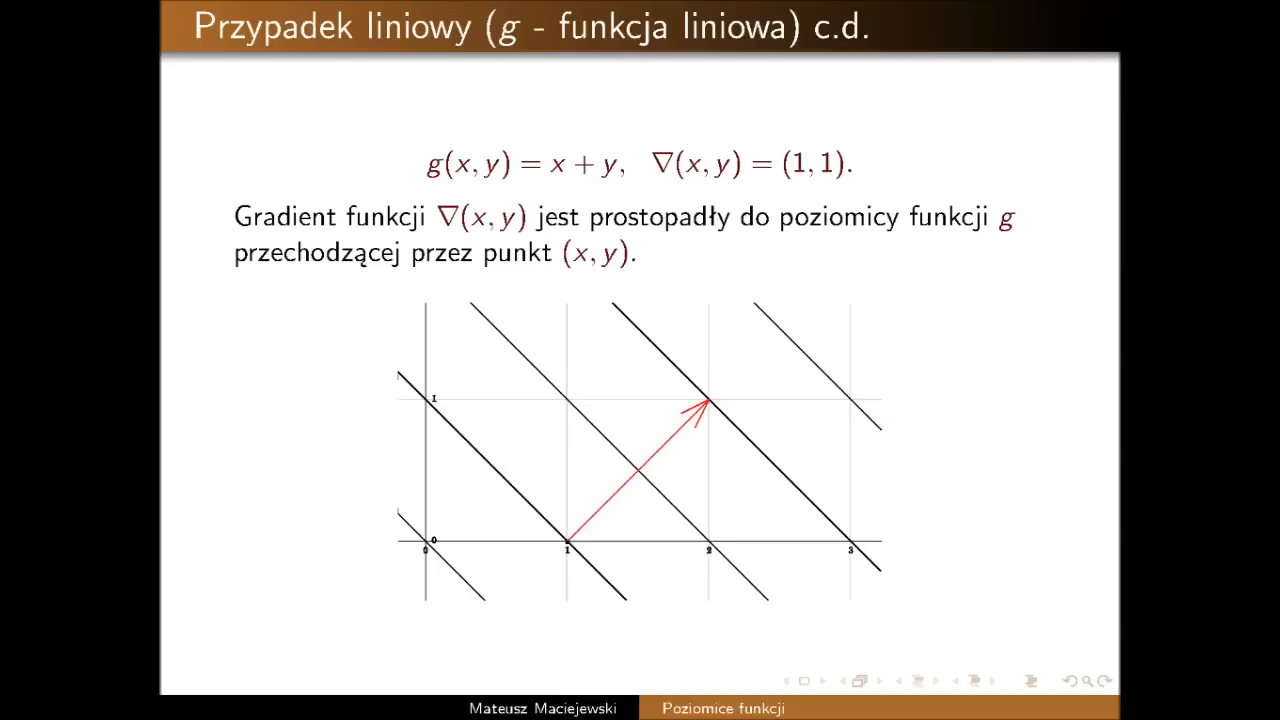 Przypadek liniowy (g - funkcja liniowa) c.d.
g(x, y) = x + y, ∇(x, y) = (1, 1).
Gradient funkcji ∇(x, y) jest prostopadły do poziomicy funkcji g
przechodzącej przez punkt (x, y).
1
0
0 1 2 3
Mateusz Maciejewski Poziomice funkcji